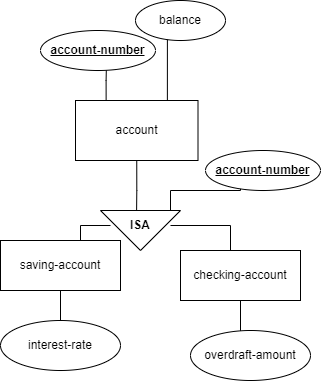 balance
account-number
account
account-number
ISA
saving-account
checking-account
interest-rate
overdraft-amount